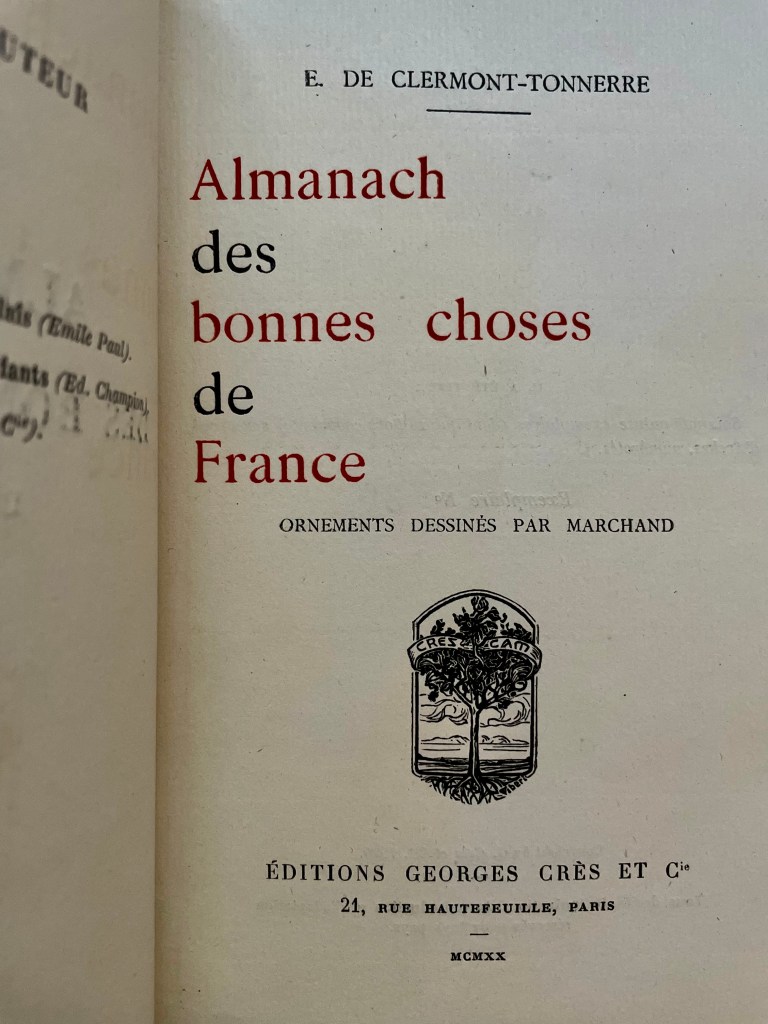 UTEUR
(Emile Paul).
(Ed. Champion),
Cie).
E. DE CLERMONT-TONNERRE
Almanach
des
bonnes choses
de
France
ORNEMENTS DESSINÉS PAR MARCHAND
CRES CAM
ÉDITIONS GEORGES CRÈS ET Cie
21, RUE HAUTEFEUILLE, PARIS
MCMXX